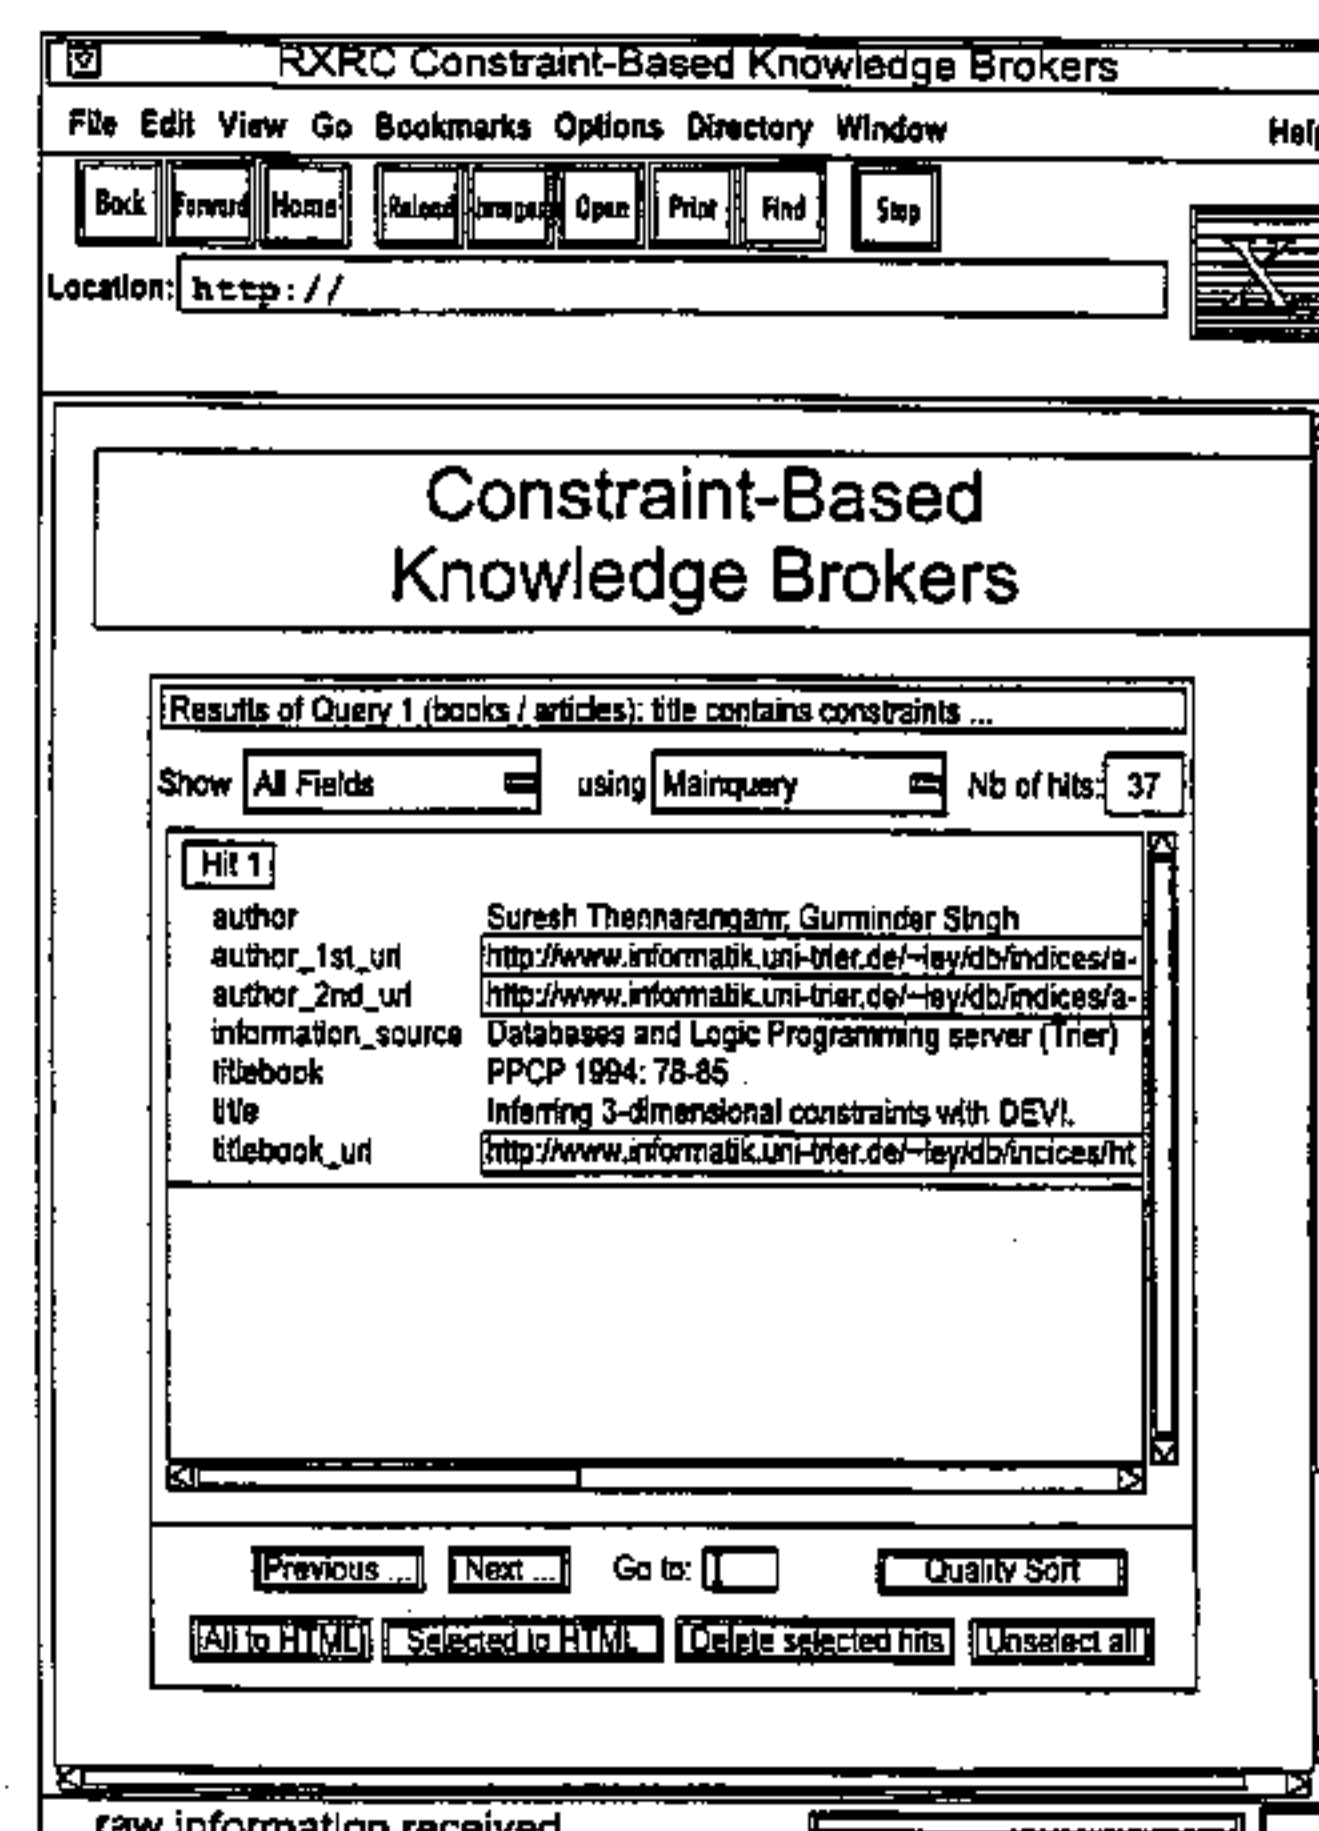 RXRC Constraint-Based Knowledge Brokers
File Edit View Go Bookmarks Options Directory Window Help
Back Forward Home Reload Images Open Print Find Stop
Location: http://
Constraint-Based
Knowledge Brokers
Results of Query 1 (books / articles): title contains constraints ...
Show All Fields using Mainquery Nb of hits: 37
Hit 1
author Suresh Thennarangam, Gurminder Singh
author_1st_url http://www.informatik.uni-trier.de/~ley/db/indices/a-
author_2nd_url http://www.informatik.uni-trier.de/~ley/db/indices/a-
information_source Databases and Logic Programming server (Trier)
titlebook PPCP 1994: 78-85
title Inferring 3-dimensional constraints with DEVI.
titlebook_url http://www.informatik.uni-trier.de/~ley/db/indices/ht
Previous ... Next ... Go to: Quality Sort
All to HTML Selected to HTML Delete selected hits Unselect all
raw information received